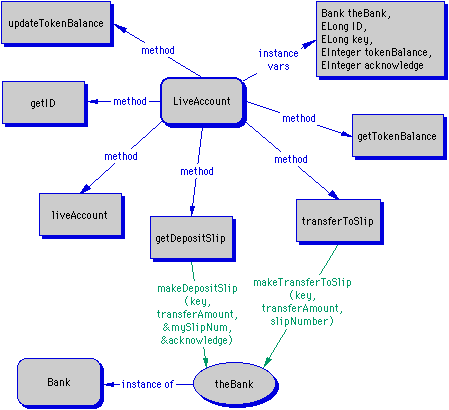 updateTokenBalance
Bank theBank,
ELong ID,
ELong key,
EInteger tokenBalance,
EInteger acknowledge
method
instance
vars
getID
method
LiveAccount
method
getTokenBalance
method
method
method
liveAccount
getDepositSlip
transferToSlip
makeDepositSlip
(key,
transferAmount,
&mySlipNum,
&acknowledge)
makeTransferToSlip
(key,
transferAmount,
slipNumber)
Bank
instance of
theBank